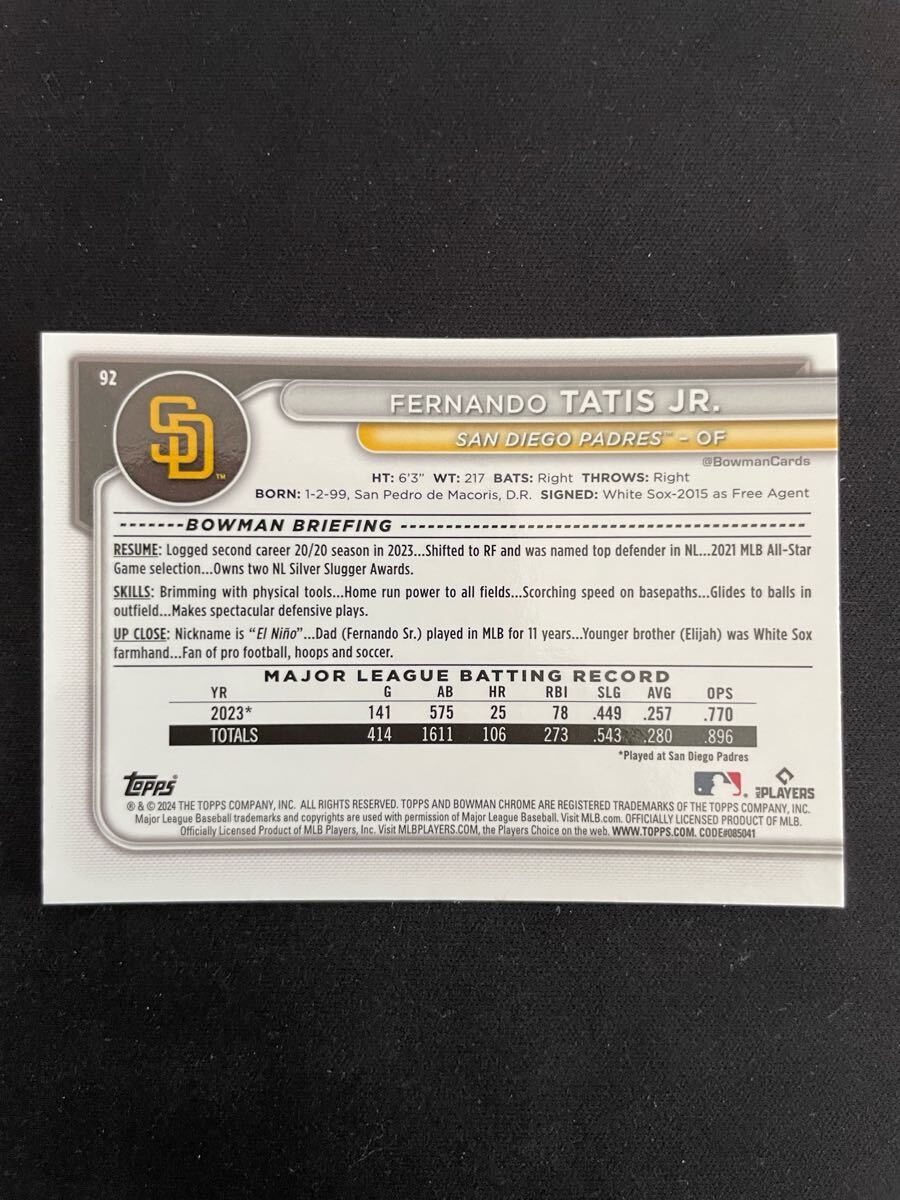 92
SD
™
FERNANDO TATIS JR.
SAN DIEGO PADRES™ – OF
@BowmanCards
HT: 6'3" WT: 217 BATS: Right THROWS: Right
BORN: 1-2-99, San Pedro de Macoris, D.R. SIGNED: White Sox-2015 as Free Agent
BOWMAN BRIEFING
RESUME: Logged second career 20/20 season in 2023...Shifted to RF and was named top defender in NL...2021 MLB All-Star
Game selection...Owns two NL Silver Slugger Awards.
SKILLS: Brimming with physical tools...Home run power to all fields...Scorching speed on basepaths...Glides to balls in
outfield...Makes spectacular defensive plays.
UP CLOSE: Nickname is "El Niño"...Dad (Fernando Sr.) played in MLB for 11 years...Younger brother (Elijah) was White Sox
farmhand...Fan of pro football, hoops and soccer.
MAJOR LEAGUE BATTING RECORD
YR G AB HR RBI SLG AVG OPS
2023* 141 575 25 78 .449 .257 .770
TOTALS 414 1611 106 273 .543 .280 .896
*Played at San Diego Padres
Topps®
MLB PLAYERS
® & © 2024 THE TOPPS COMPANY, INC. ALL RIGHTS RESERVED. TOPPS AND BOWMAN CHROME ARE REGISTERED TRADEMARKS OF THE TOPPS COMPANY, INC.
Major League Baseball trademarks and copyrights are used with permission of Major League Baseball. Visit MLB.com. OFFICIALLY LICENSED PRODUCT OF MLB.
Officially Licensed Product of MLB Players, Inc. Visit MLBPLAYERS.COM, the Players Choice on the web. WWW.TOPPS.COM. CODE#085041